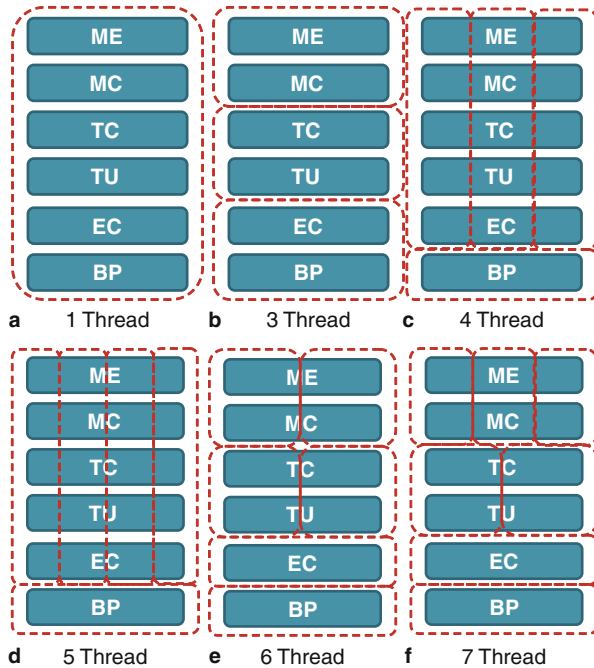 ME ME ME
MC MC MC
TC TC TC
TU TU TU
EC EC EC
BP BP BP
a 1 Thread b 3 Thread c 4 Thread
ME ME ME
MC MC MC
TC TC TC
TU TU TU
EC EC EC
BP BP BP
d 5 Thread e 6 Thread f 7 Thread